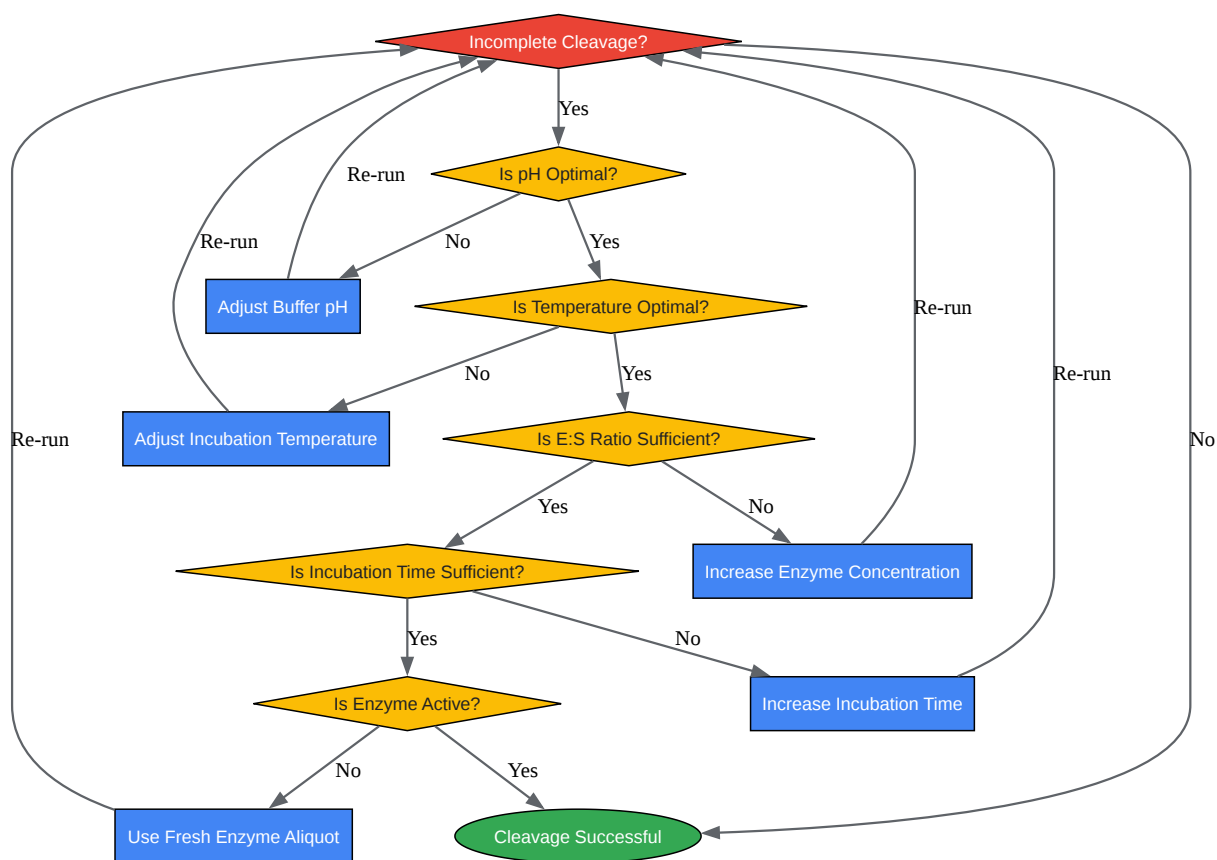 Incomplete Cleavage?
Yes
Is pH Optimal?
Re-run
No
Yes
Re-run
Adjust Buffer pH
Is Temperature Optimal?
Re-run
No
Yes
Re-run
Adjust Incubation Temperature
Is E:S Ratio Sufficient?
Re-run
No
Yes
No
Is Incubation Time Sufficient?
Increase Enzyme Concentration
Yes
No
Is Enzyme Active?
Increase Incubation Time
No
Yes
Use Fresh Enzyme Aliquot
Cleavage Successful